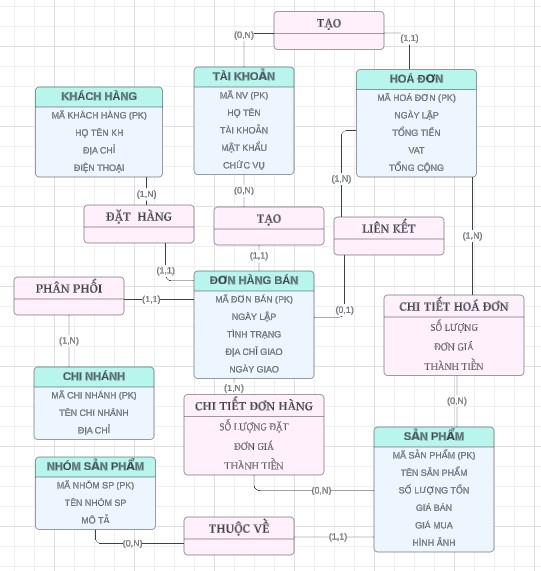 TẠO
(0,N)
(1,1)
TÀI KHOẢN
MÃ NV (PK)
HỌ TÊN
TÀI KHOẢN
MẬT KHẨU
CHỨC VỤ
HOÁ ĐƠN
MÃ HOÁ ĐƠN (PK)
NGÀY LẬP
TỔNG TIỀN
VAT
TỔNG CỘNG
KHÁCH HÀNG
MÃ KHÁCH HÀNG (PK)
HỌ TÊN KH
ĐỊA CHỈ
ĐIỆN THOẠI
(1,N)
(0,N)
(1,N)
ĐẶT HÀNG
TẠO
LIÊN KẾT
(1,N)
(1,1)
(1,1)
PHÂN PHỐI
(1,1)
ĐƠN HÀNG BÁN
MÃ ĐƠN BÁN (PK)
NGÀY LẬP
TÌNH TRẠNG
ĐỊA CHỈ GIAO
NGÀY GIAO
(0,1)
CHI TIẾT HOÁ ĐƠN
SỐ LƯỢNG
ĐƠN GIÁ
THÀNH TIỀN
(1,N)
CHI NHÁNH
MÃ CHI NHÁNH (PK)
TÊN CHI NHÁNH
ĐỊA CHỈ
(1,N)
CHI TIẾT ĐƠN HÀNG
SỐ LƯỢNG ĐẶT
ĐƠN GIÁ
THÀNH TIỀN
(0,N)
SẢN PHẨM
MÃ SẢN PHẨM (PK)
TÊN SẢN PHẨM
SỐ LƯỢNG TỒN
GIÁ BÁN
GIÁ MUA
HÌNH ẢNH
NHÓM SẢN PHẨM
MÃ NHÓM SP (PK)
TÊN NHÓM SP
MÔ TẢ
(0,N)
THUỘC VỀ
(0,N)
(1,1)